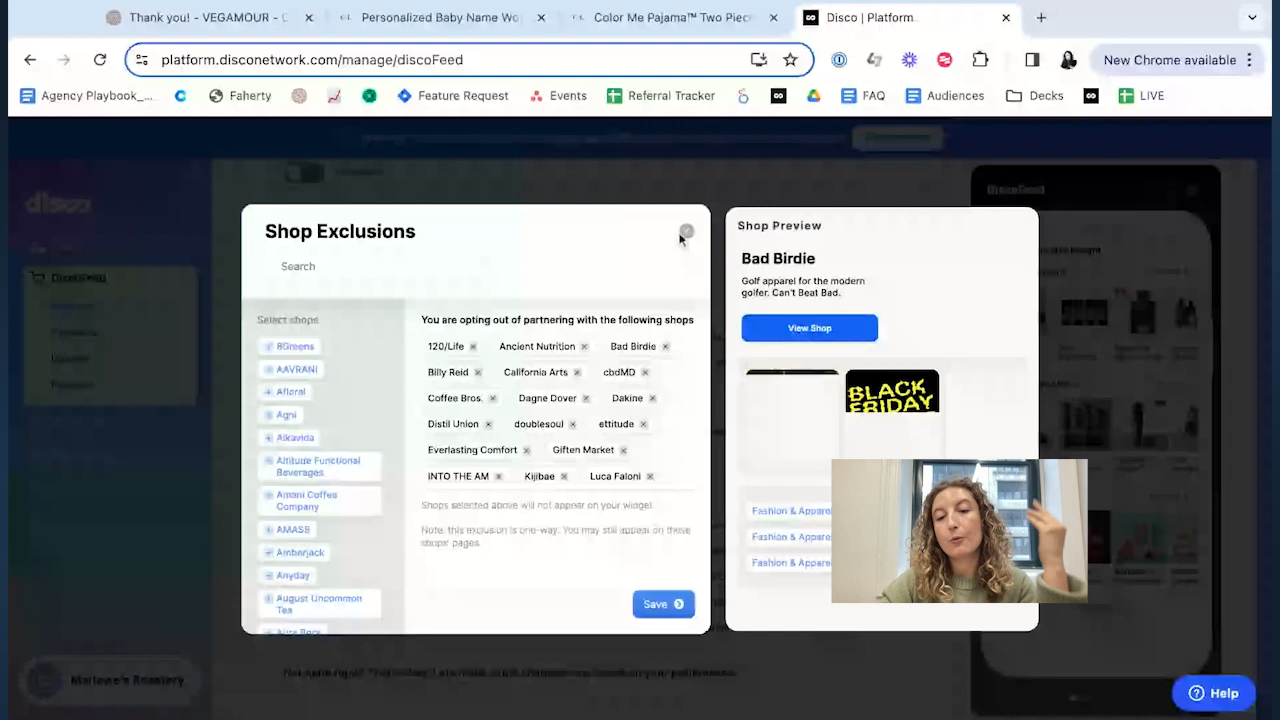 Thank you! - VEGAMOUR - C
Personalized Baby Name Wo
Color Me Pajama™ Two Piec
Disco | Platform
platform.disconetwork.com/manage/discoFeed
New Chrome available
Agency Playbook_...
Faherty
Feature Request
Events
Referral Tracker
FAQ
Audiences
Decks
LIVE
disco
Shop Exclusions
Search
Select shops
8Greens
AAVRANI
Afloral
Agni
Alkavida
Altitude Functional
Beverages
Amani Coffee
Company
AMASS
Amberjack
Anyday
August Uncommon
Tea
You are opting out of partnering with the following shops
120/Life
Ancient Nutrition
Bad Birdie
Billy Reid
California Arts
cbdMD
Coffee Bros.
Dagne Dover
Dakine
Distil Union
doublesoul
ettitude
Everlasting Comfort
Giften Market
INTO THE AM
Kijibae
Luca Faloni
Shops selected above will not appear on your widget.
Note, this exclusion is one-way. You may still appear on these
shops' pages.
Save
Shop Preview
Bad Birdie
Golf apparel for the modern
golfer. Can't Beat Bad.
View Shop
BLACK
FRIDAY
Fashion & Appare
Fashion & Appare
Fashion & Appare
Marlowe's Roastery
Help